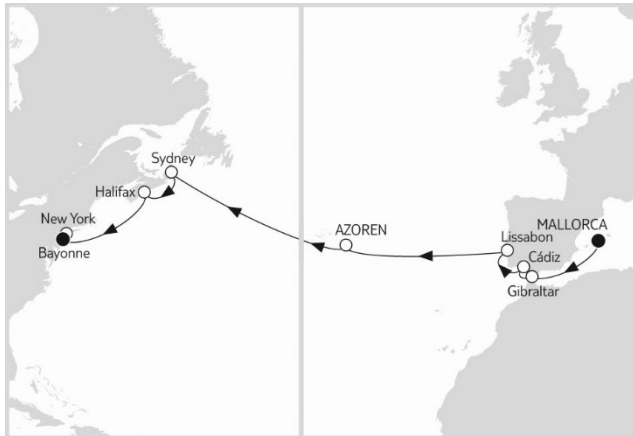 Sydney
Halifax
New York
Bayonne
AZOREN
Lissabon
MALLORCA
Cádiz
Gibraltar